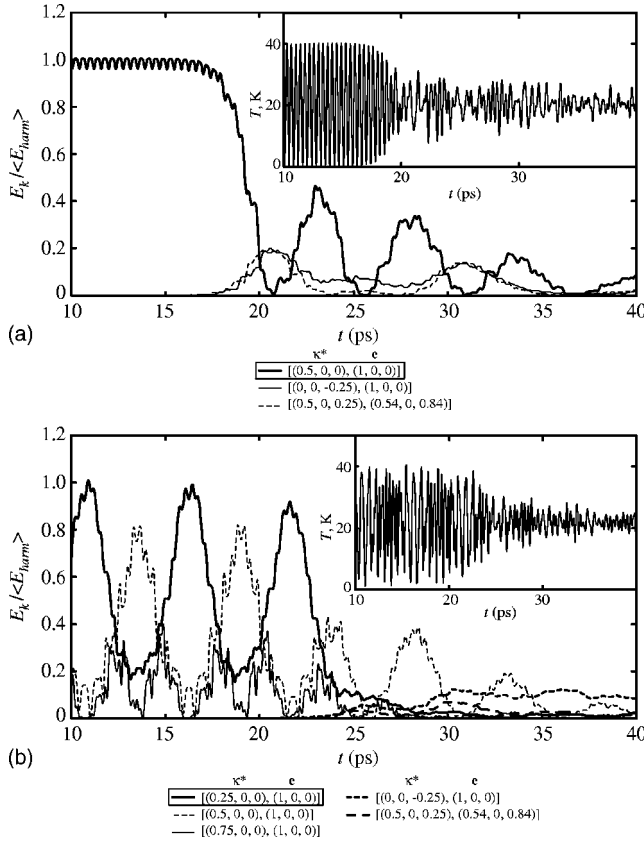 1.2
1.0
0.8
0.6
0.4
0.2
0
E_k/<E_harm>
10 15 20 25 30 35 40
t (ps)
T, K
40
20
0
10 20 30
t (ps)
(a)
κ* e
[(0.5, 0, 0), (1, 0, 0)]
[(0, 0, -0.25), (1, 0, 0)]
[(0.5, 0, 0.25), (0.54, 0, 0.84)]
1.2
1.0
0.8
0.6
0.4
0.2
0
E_k/<E_harm>
10 15 20 25 30 35 40
t (ps)
T, K
40
20
0
10 20 30
t (ps)
(b)
κ* e κ* e
[(0.25, 0, 0), (1, 0, 0)] [(0, 0, -0.25), (1, 0, 0)]
[(0.5, 0, 0), (1, 0, 0)] [(0.5, 0, 0.25), (0.54, 0, 0.84)]
[(0.75, 0, 0), (1, 0, 0)]